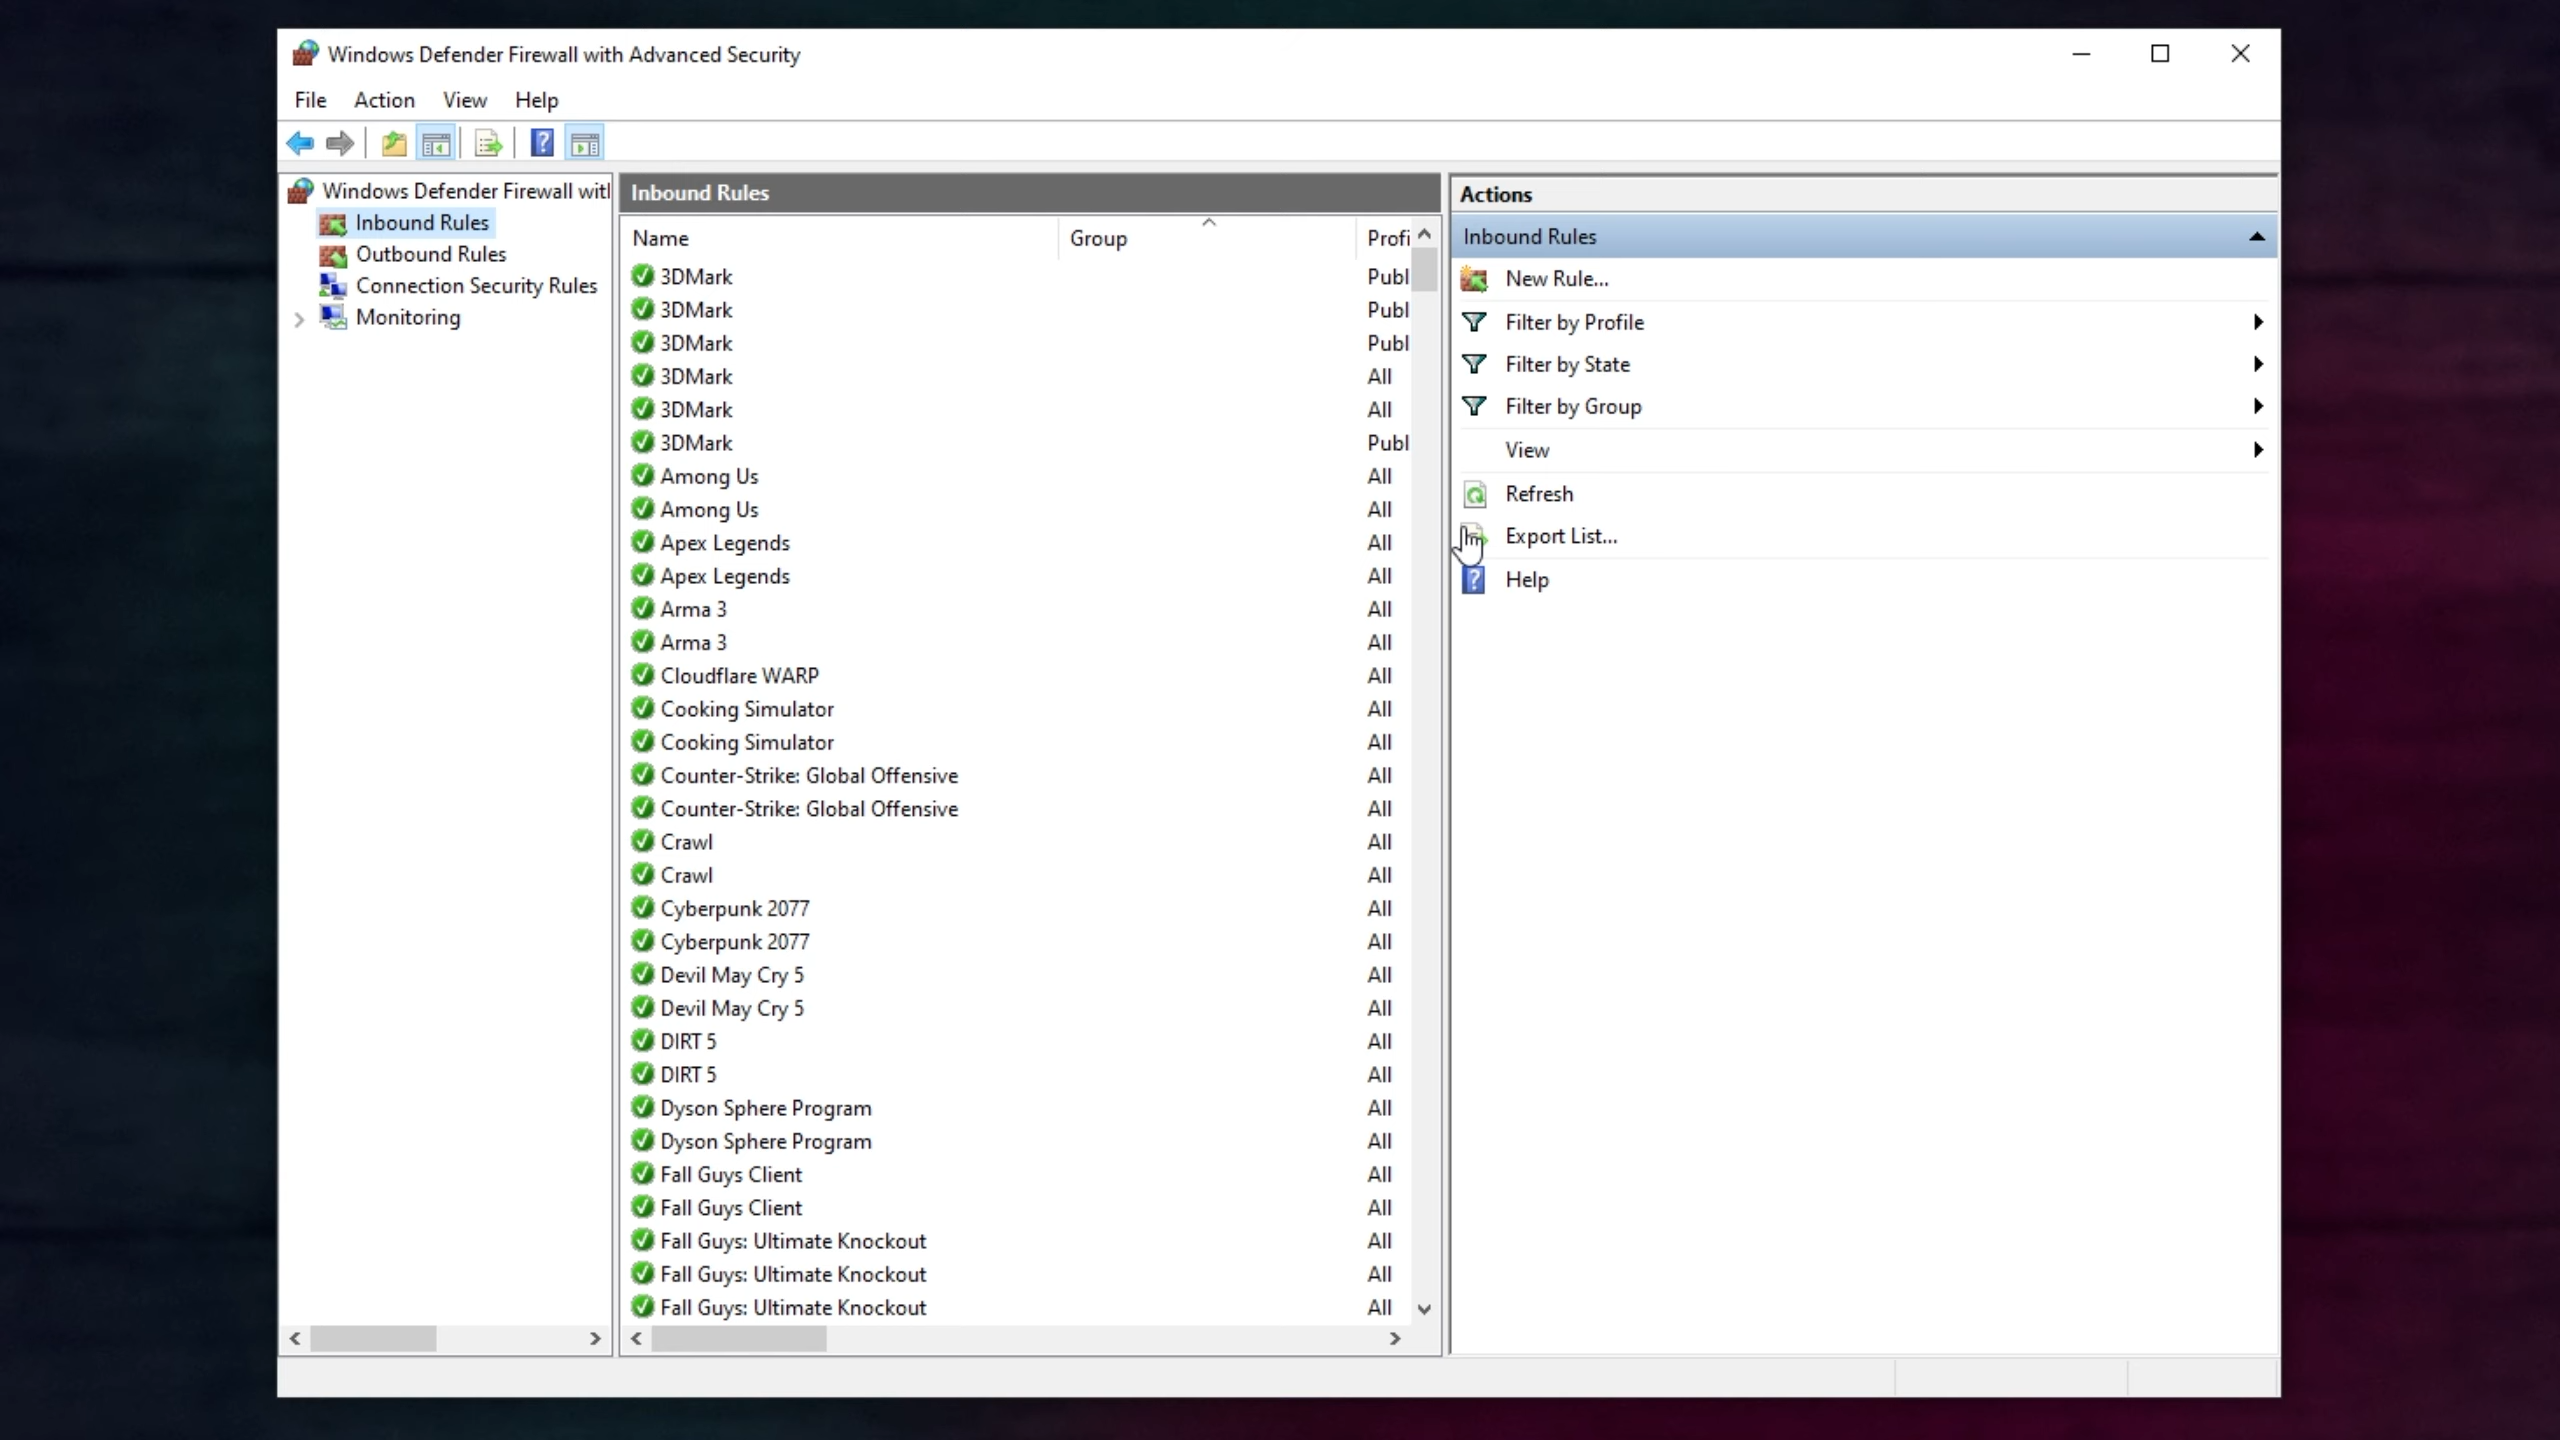 Windows Defender Firewall with Advanced Security
File Action View Help
Windows Defender Firewall witl
Inbound Rules
Outbound Rules
Connection Security Rules
Monitoring
Inbound Rules
Name Group Profi
3DMark Publ
3DMark Publ
3DMark Publ
3DMark All
3DMark All
3DMark Publ
Among Us All
Among Us All
Apex Legends All
Apex Legends All
Arma 3 All
Arma 3 All
Cloudflare WARP All
Cooking Simulator All
Cooking Simulator All
Counter-Strike: Global Offensive All
Counter-Strike: Global Offensive All
Crawl All
Crawl All
Cyberpunk 2077 All
Cyberpunk 2077 All
Devil May Cry 5 All
Devil May Cry 5 All
DIRT 5 All
DIRT 5 All
Dyson Sphere Program All
Dyson Sphere Program All
Fall Guys Client All
Fall Guys Client All
Fall Guys: Ultimate Knockout All
Fall Guys: Ultimate Knockout All
Fall Guys: Ultimate Knockout All
Actions
Inbound Rules
New Rule...
Filter by Profile
Filter by State
Filter by Group
View
Refresh
Export List...
Help